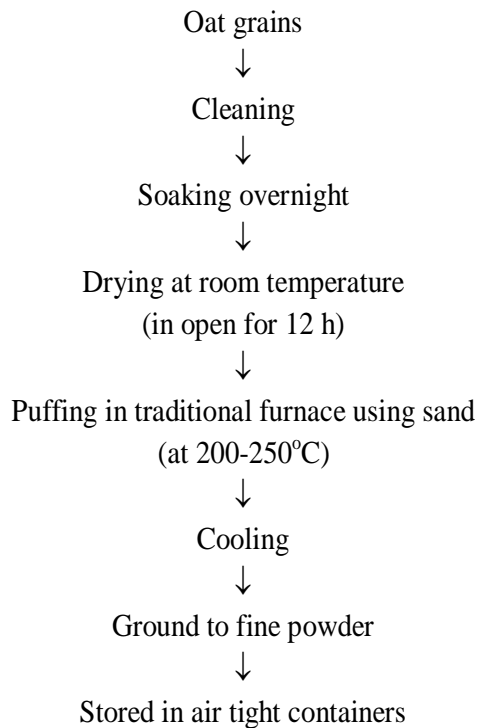 Oat grains
↓
Cleaning
↓
Soaking overnight
↓
Drying at room temperature
(in open for 12 h)
↓
Puffing in traditional furnace using sand
(at 200-250°C)
↓
Cooling
↓
Ground to fine powder
↓
Stored in air tight containers